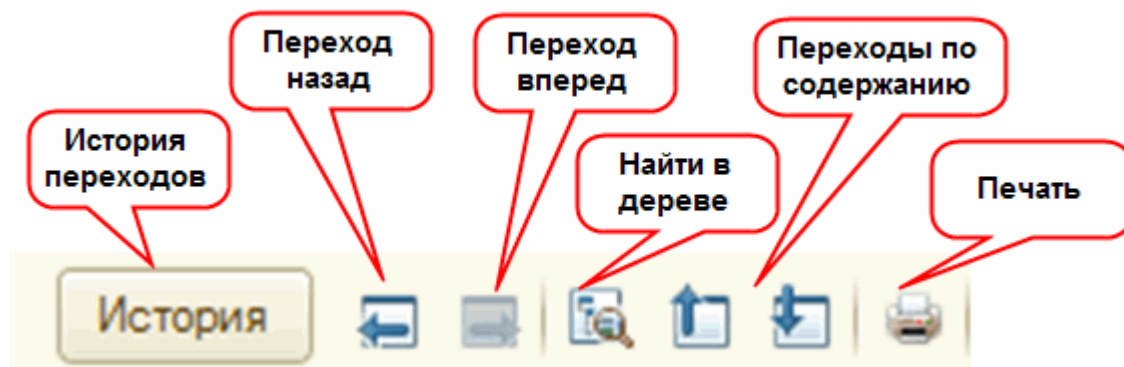 Переход
назад
Переход
вперед
Переходы по
содержанию
История
переходов
Найти в
дереве
Печать
История